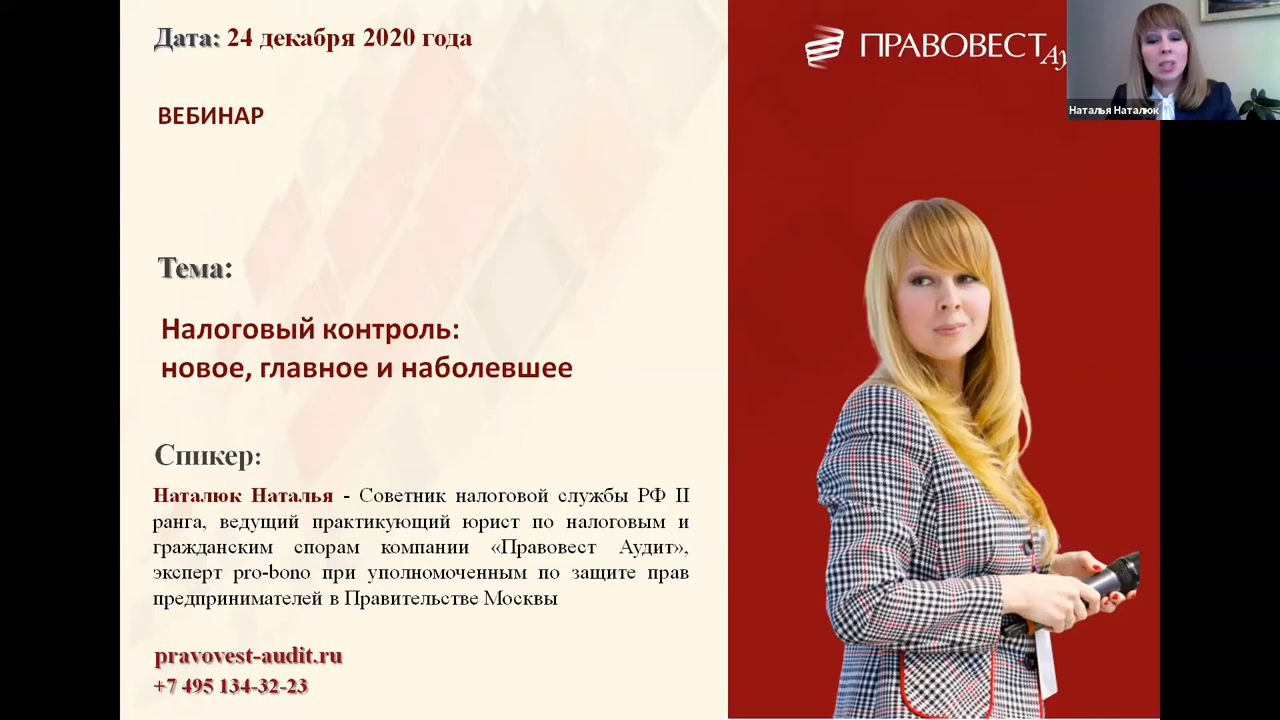 Дата: 24 декабря 2020 года
ВЕБИНАР
ПРАВОВЕСТ
Наталья Наталюк
Тема:
Налоговый контроль:
новое, главное и наболевшее
Спикер:
Наталюк Наталья - Советник налоговой службы РФ II
ранга, ведущий практикующий юрист по налоговым и
гражданским спорам компании «Правовест Аудит»,
эксперт pro-bono при уполномоченным по защите прав
предпринимателей в Правительстве Москвы
pravovest-audit.ru
+7 495 134-32-23